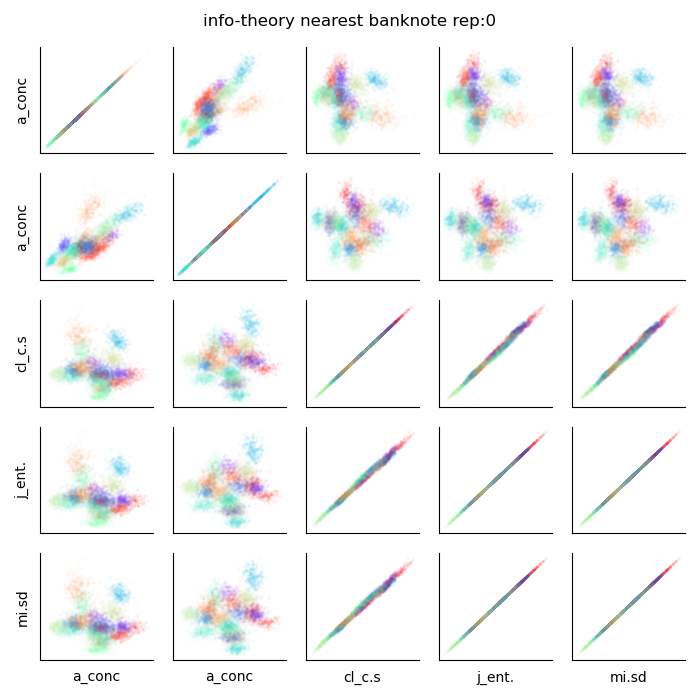 info-theory nearest banknote rep:0
a_conc
a_conc
cl_c.s
j_ent.
mi.sd
a_conc
a_conc
cl_c.s
j_ent.
mi.sd